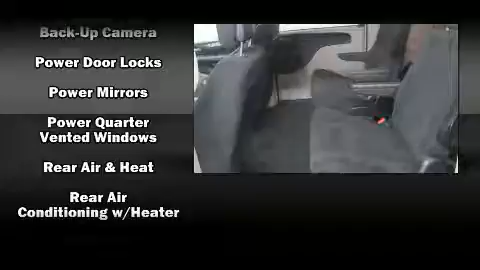 Back-Up Camera
Power Door Locks
Power Mirrors
Power Quarter
Vented Windows
Rear Air & Heat
Rear Air
Conditioning w/Heater